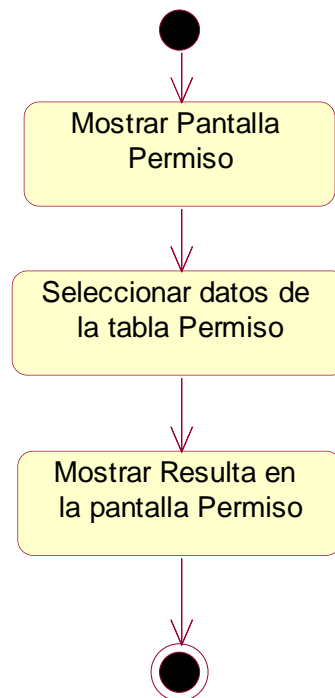 Mostrar Pantalla
Permiso
Seleccionar datos de
la tabla Permiso
Mostrar Resulta en
la pantalla Permiso